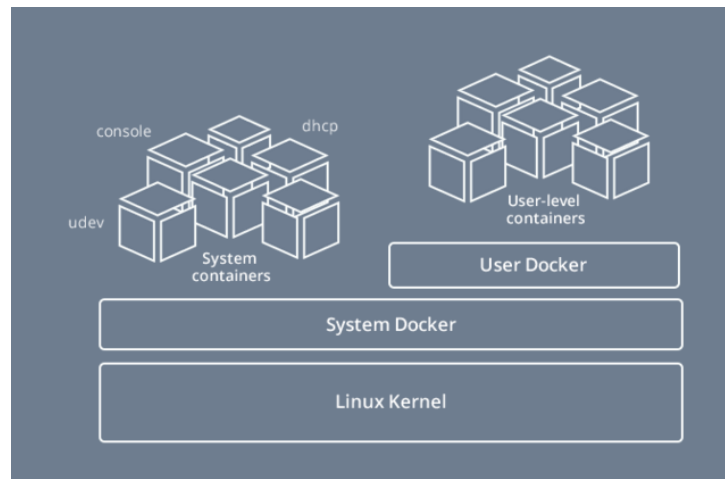 console
dhcp
udev
System
containers
User-level
containers
User Docker
System Docker
Linux Kernel